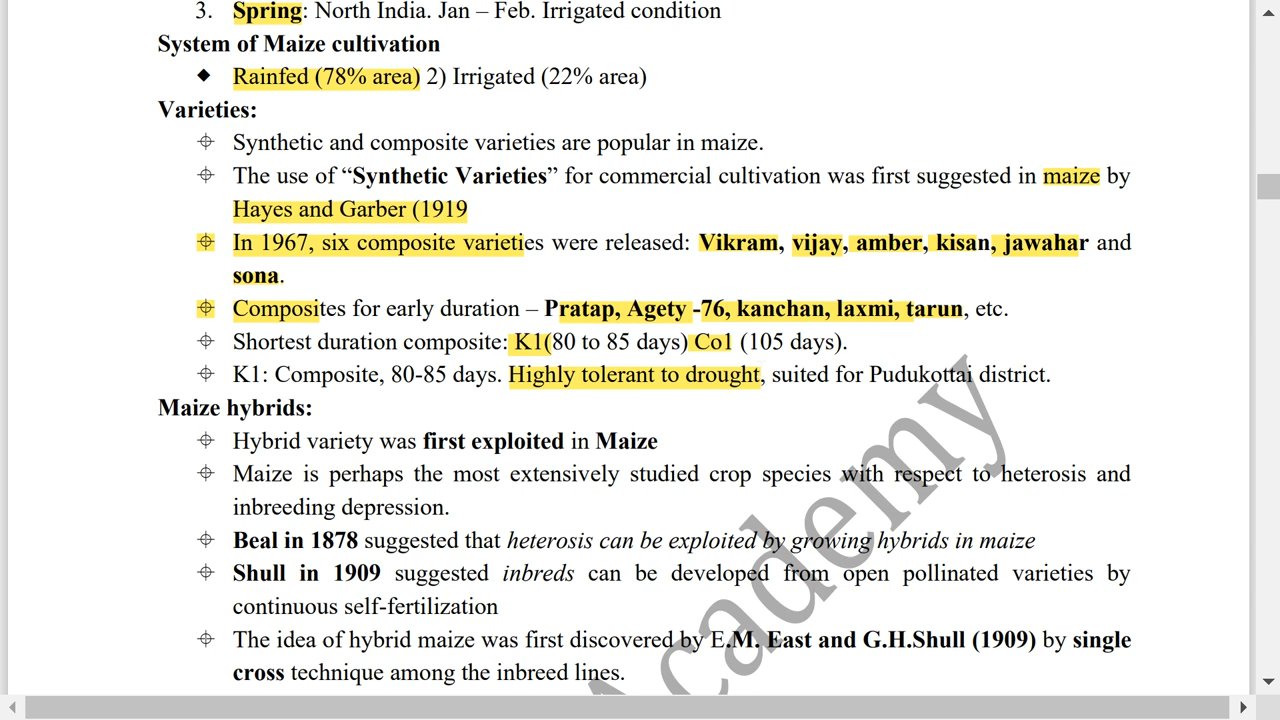 3. Spring: North India. Jan – Feb. Irrigated condition
System of Maize cultivation
◆ Rainfed (78% area) 2) Irrigated (22% area)
Varieties:
Synthetic and composite varieties are popular in maize.
The use of “Synthetic Varieties” for commercial cultivation was first suggested in maize by
Hayes and Garber (1919
In 1967, six composite varieties were released: Vikram, vijay, amber, kisan, jawahar and
sona.
Composites for early duration – Pratap, Agety -76, kanchan, laxmi, tarun, etc.
Shortest duration composite: K1(80 to 85 days) Co1 (105 days).
K1: Composite, 80-85 days. Highly tolerant to drought, suited for Pudukottai district.
Maize hybrids:
Hybrid variety was first exploited in Maize
Maize is perhaps the most extensively studied crop species with respect to heterosis and
inbreeding depression.
Beal in 1878 suggested that heterosis can be exploited by growing hybrids in maize
Shull in 1909 suggested inbreds can be developed from open pollinated varieties by
continuous self-fertilization
The idea of hybrid maize was first discovered by E.M. East and G.H.Shull (1909) by single
cross technique among the inbreed lines.
Academy